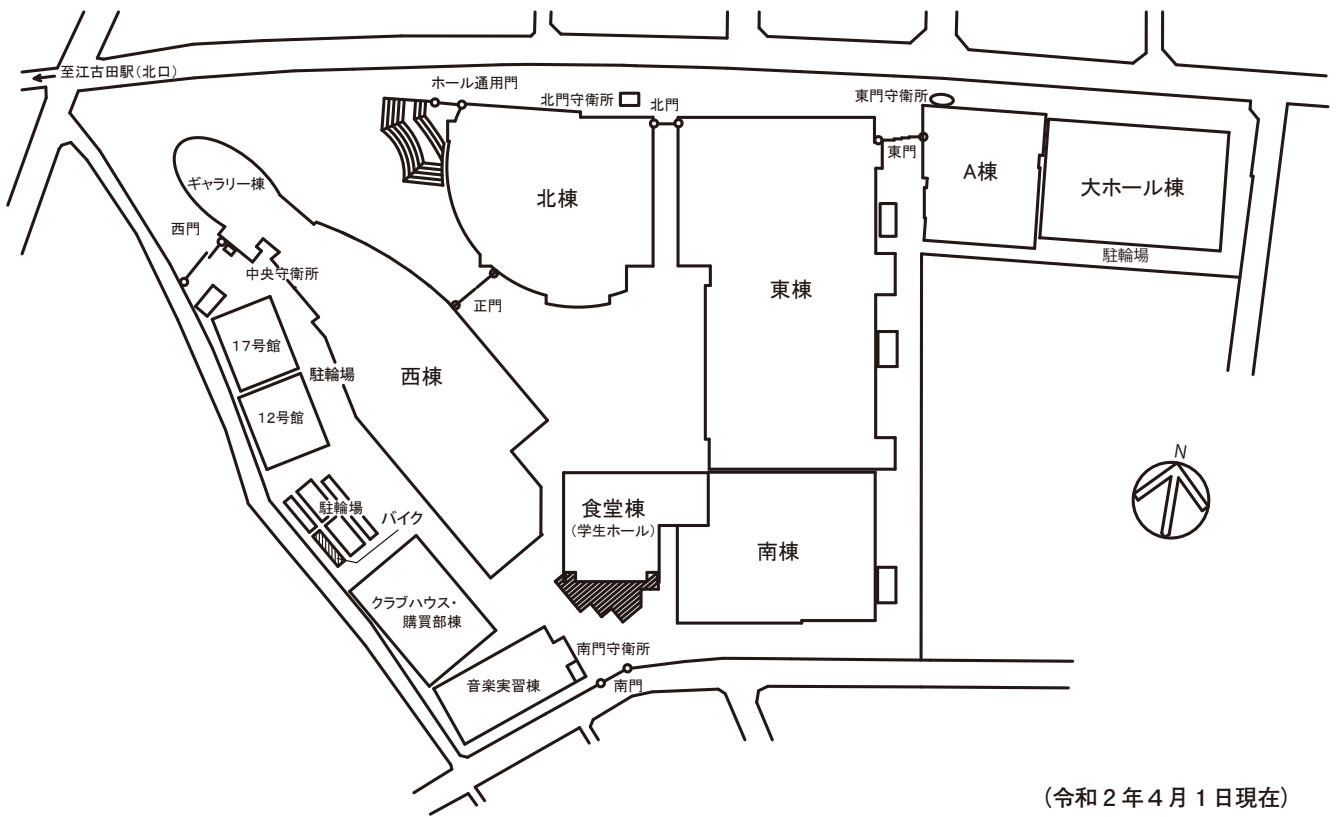 至江古田駅(北口)
ホール通用門
北門守衛所
北門
東門守衛所
東門
A棟
大ホール棟
駐輪場
ギャラリー棟
北棟
西門
中央守衛所
正門
東棟
17号館
駐輪場
西棟
12号館
駐輪場
バイク
食堂棟
(学生ホール)
南棟
クラブハウス・
購買部棟
南門守衛所
音楽実習棟
南門
N
(令和2年4月1日現在)